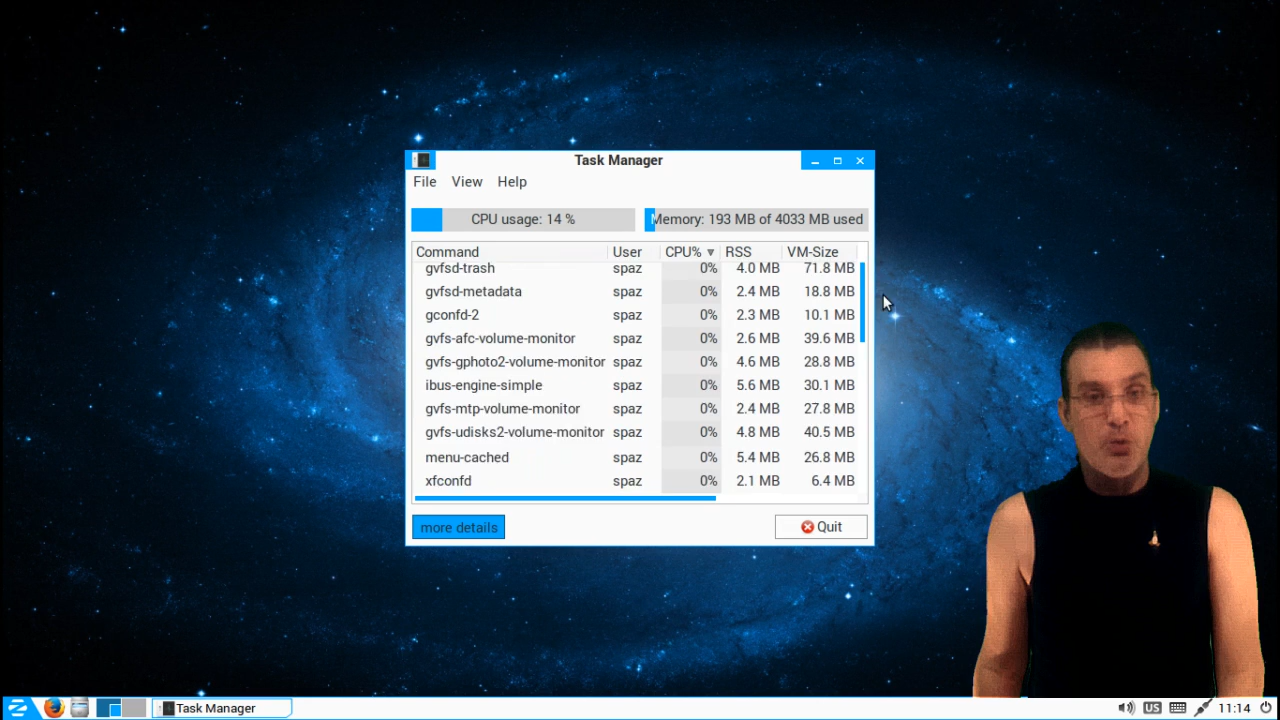 Task Manager
File View Help
CPU usage: 14 % Memory: 193 MB of 4033 MB used
Command User CPU% RSS VM-Size
gvfsd-trash spaz 0% 4.0 MB 71.8 MB
gvfsd-metadata spaz 0% 2.4 MB 18.8 MB
gconfd-2 spaz 0% 2.3 MB 10.1 MB
gvfs-afc-volume-monitor spaz 0% 2.6 MB 39.6 MB
gvfs-gphoto2-volume-monitor spaz 0% 4.6 MB 28.8 MB
ibus-engine-simple spaz 0% 5.6 MB 30.1 MB
gvfs-mtp-volume-monitor spaz 0% 2.4 MB 27.8 MB
gvfs-udisks2-volume-monitor spaz 0% 4.8 MB 40.5 MB
menu-cached spaz 0% 5.4 MB 26.8 MB
xfconfd spaz 0% 2.1 MB 6.4 MB
more details Quit
Task Manager US 11:14